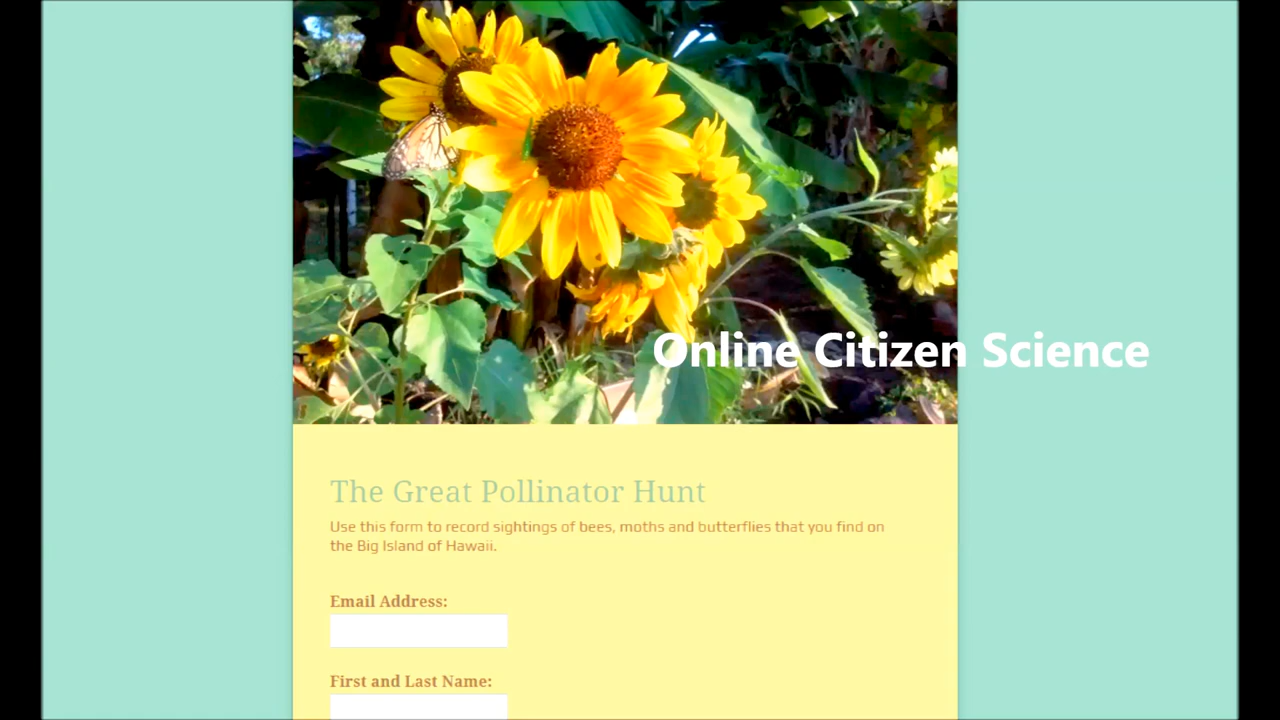 Online Citizen Science
The Great Pollinator Hunt
Use this form to record sightings of bees, moths and butterflies that you find on
the Big Island of Hawaii.
Email Address:
First and Last Name: